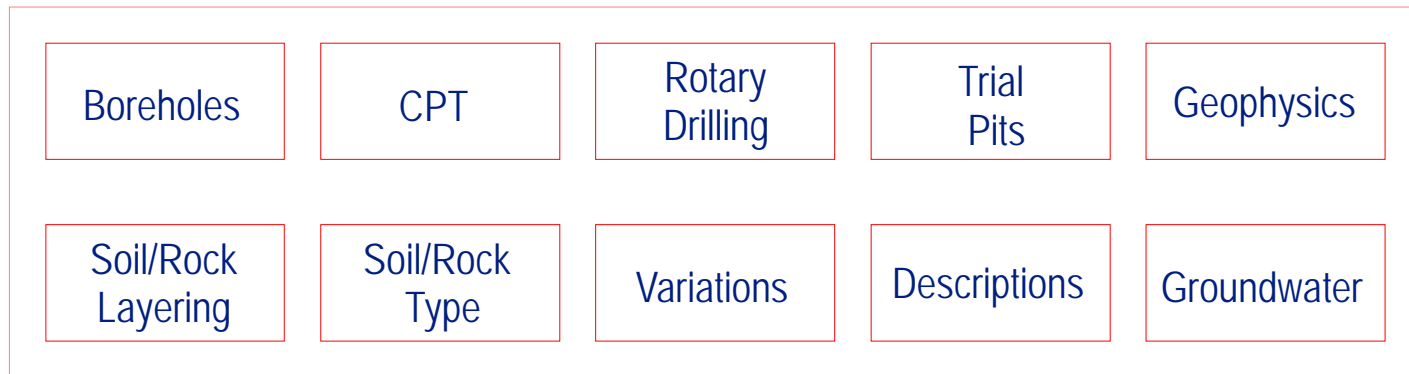 Boreholes
CPT
Rotary
Drilling
Trial
Pits
Geophysics
Soil/Rock
Layering
Soil/Rock
Type
Variations
Descriptions
Groundwater